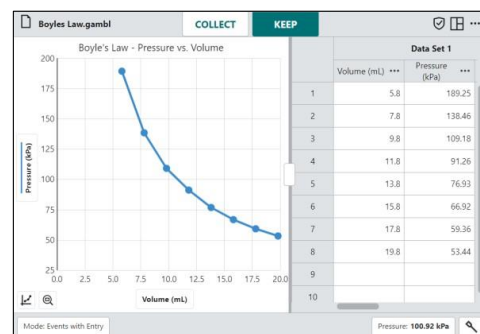 Boyles Law.gambl
COLLECT
KEEP
Boyle's Law - Pressure vs. Volume
Pressure (kPa)
200
175
150
125
100
75
50
25
0.0 2.5 5.0 7.5 10.0 12.5 15.0 17.5 20.0
Volume (mL)
Data Set 1
Volume (mL) Pressure (kPa)
1 5.8 189.25
2 7.8 138.46
3 9.8 109.18
4 11.8 91.26
5 13.8 76.93
6 15.8 66.92
7 17.8 59.36
8 19.8 53.44
9
10
Mode: Events with Entry
Pressure: 100.92 kPa